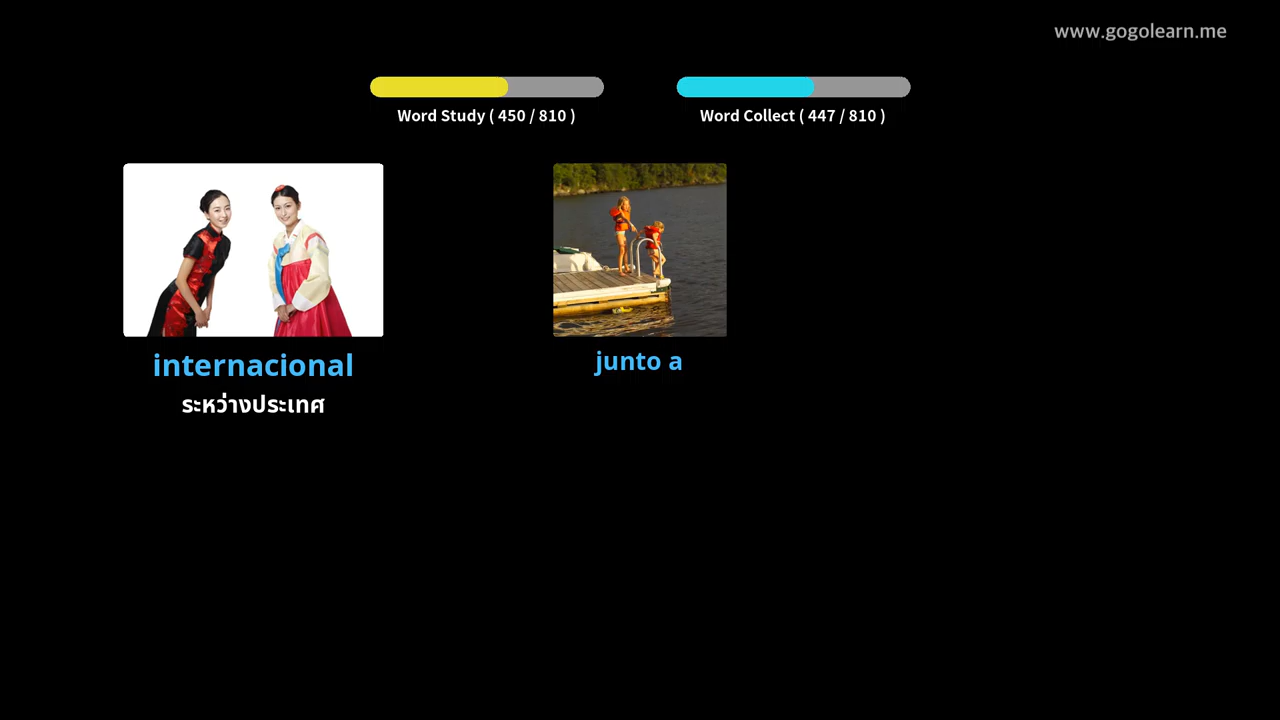 www.gogolearn.me
Word Study ( 450 / 810 )
Word Collect ( 447 / 810 )
internacional
ระหว่างประเทศ
junto a